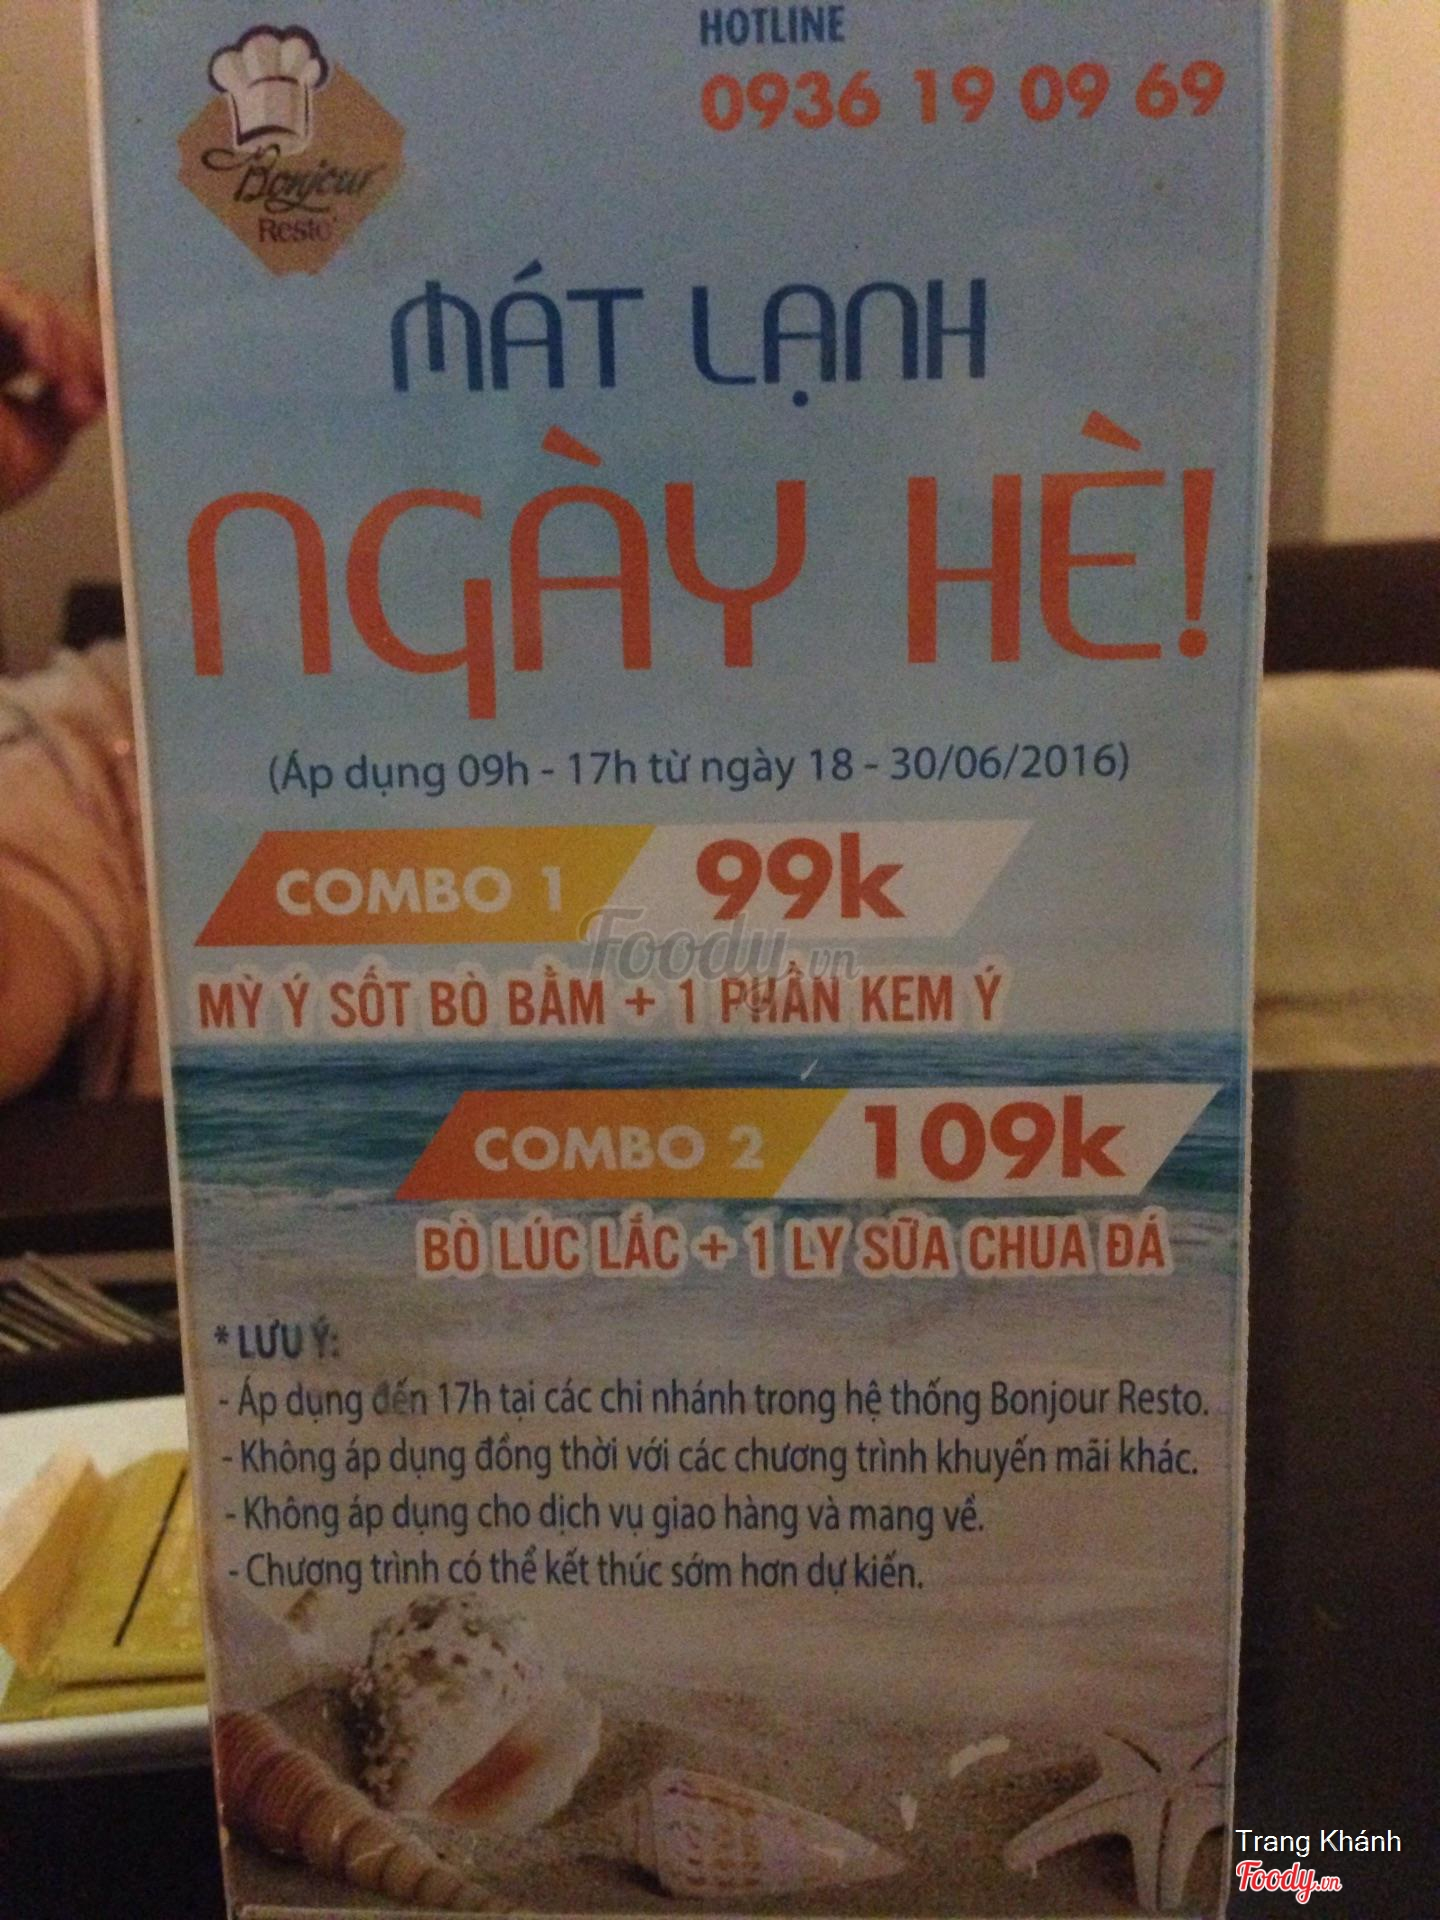 HOTLINE
0936 19 09 69
Bonjour
Resto
MÁT LẠNH
NGÀY HÈ!
(Áp dụng 09h - 17h từ ngày 18 - 30/06/2016)
COMBO 1 99k
Foody.vn
MỲ Ý SỐT BÒ BẰM + 1 PHẦN KEM Ý
COMBO 2 109k
BÒ LÚC LẮC + 1 LY SỮA CHUA ĐÁ
* LƯU Ý:
- Áp dụng đến 17h tại các chi nhánh trong hệ thống Bonjour Resto.
- Không áp dụng đồng thời với các chương trình khuyến mãi khác.
- Không áp dụng cho dịch vụ giao hàng và mang về.
- Chương trình có thể kết thúc sớm hơn dự kiến.
Trang Khánh
Foody.vn